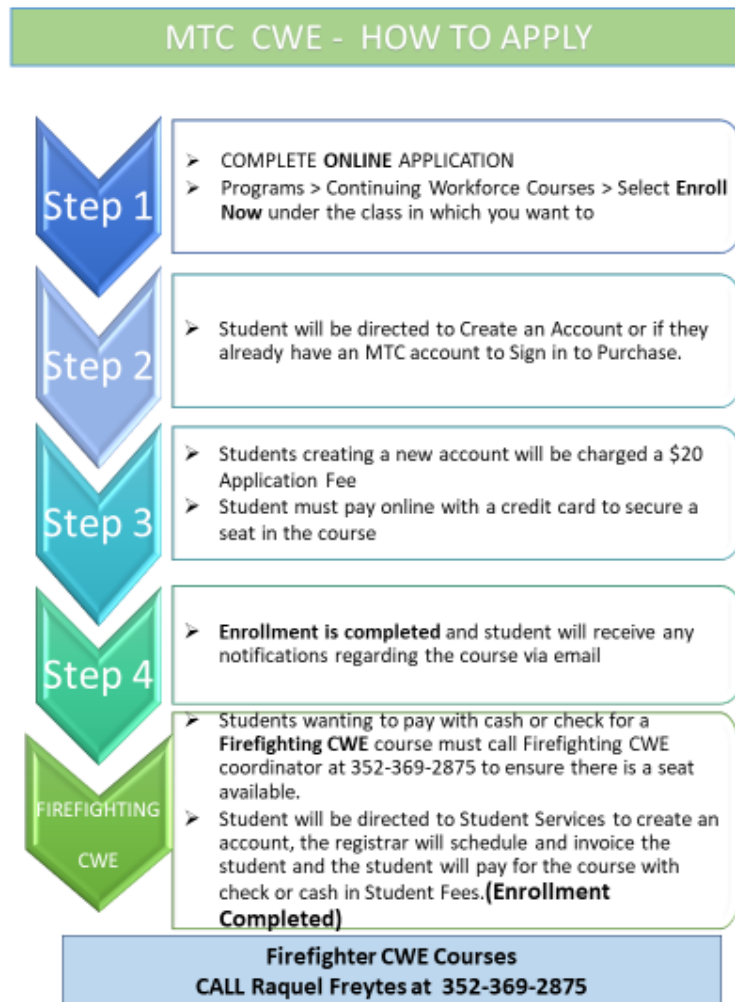 MTC CWE - HOW TO APPLY
Step 1
➢ COMPLETE ONLINE APPLICATION
➢ Programs > Continuing Workforce Courses > Select Enroll
Now under the class in which you want to
Step 2
➢ Student will be directed to Create an Account or if they
already have an MTC account to Sign in to Purchase.
Step 3
➢ Students creating a new account will be charged a $20
Application Fee
➢ Student must pay online with a credit card to secure a
seat in the course
Step 4
➢ Enrollment is completed and student will receive any
notifications regarding the course via email
FIREFIGHTING
CWE
➢ Students wanting to pay with cash or check for a
Firefighting CWE course must call Firefighting CWE
coordinator at 352-369-2875 to ensure there is a seat
available.
➢ Student will be directed to Student Services to create an
account, the registrar will schedule and invoice the
student and the student will pay for the course with
check or cash in Student Fees.(Enrollment
Completed)
Firefighter CWE Courses
CALL Raquel Freytes at 352-369-2875